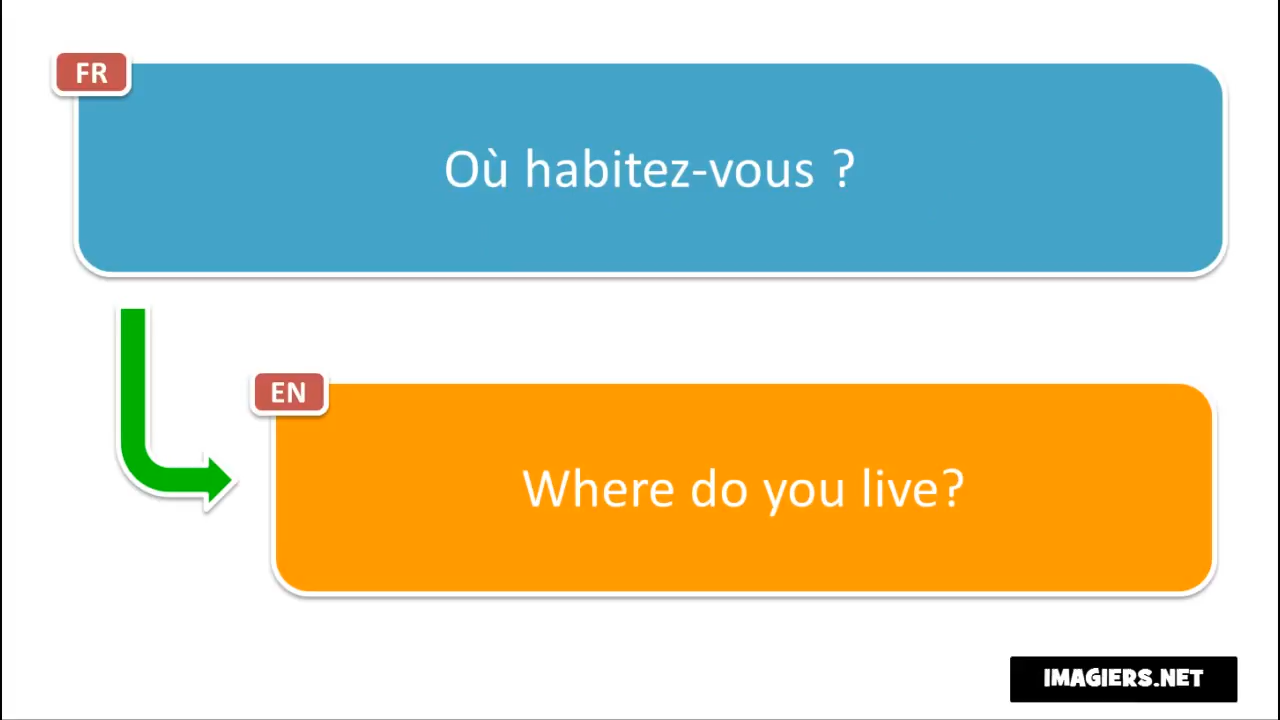 FR
Où habitez-vous ?
EN
Where do you live?
IMAGIERS.NET